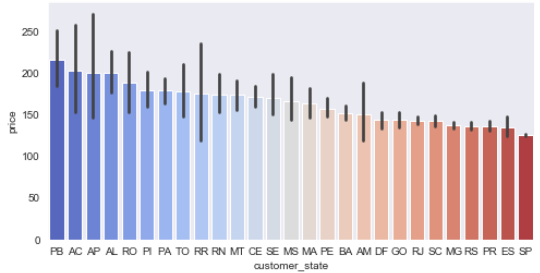 250
200
150
100
50
0
price
PB AC AP AL RO PI PA TO RR RN MT CE SE MS MA PE BA AM DF GO RJ SC MG RS PR ES SP
customer_state